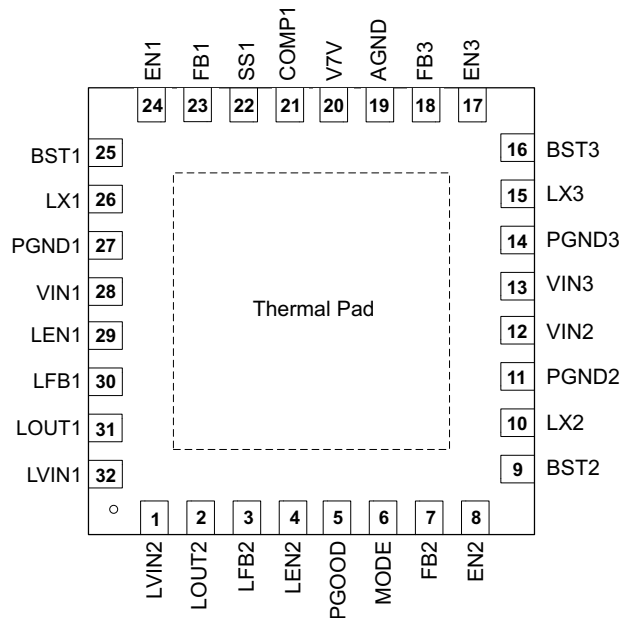 EN1
FB1
SS1
COMP1
V7V
AGND
FB3
EN3
24 23 22 21 20 19 18 17
BST1 25
LX1 26
PGND1 27
VIN1 28
LEN1 29
LFB1 30
LOUT1 31
LVIN1 32
Thermal Pad
16 BST3
15 LX3
14 PGND3
13 VIN3
12 VIN2
11 PGND2
10 LX2
9 BST2
1 2 3 4 5 6 7 8
LVIN2
LOUT2
LFB2
LEN2
PGOOD
MODE
FB2
EN2